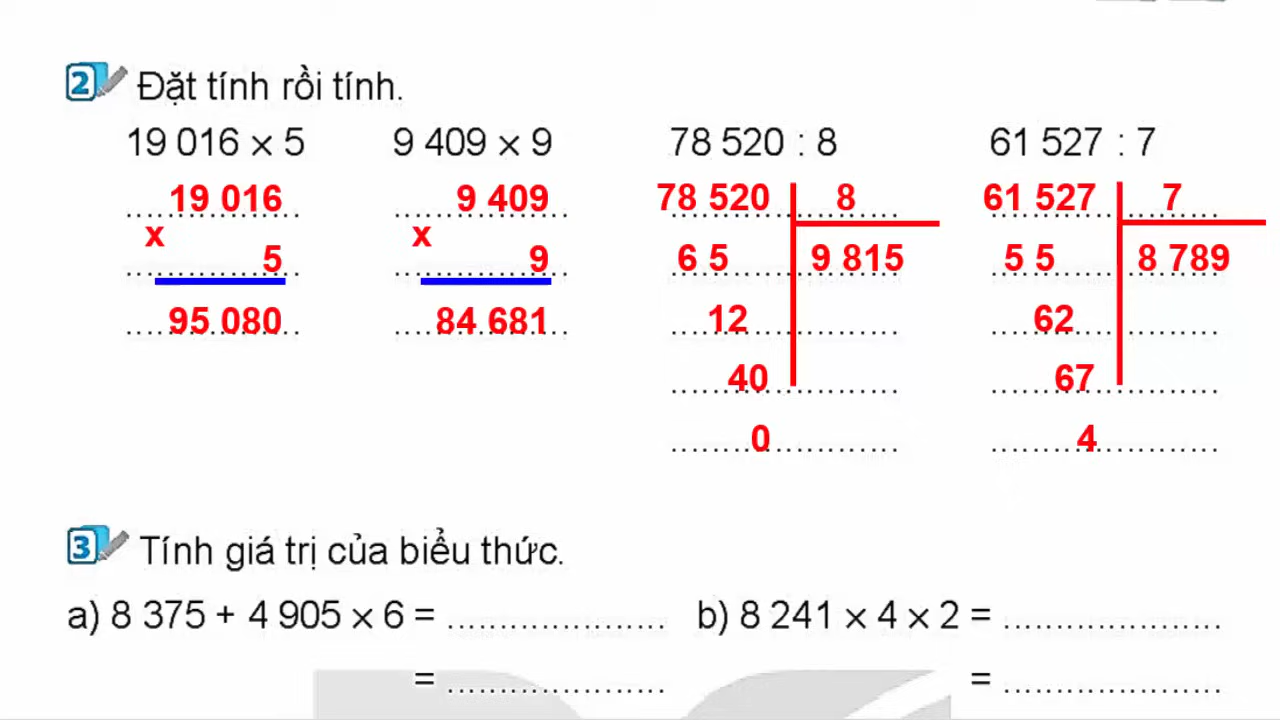 2 Đặt tính rồi tính.
19 016 × 5 9 409 × 9 78 520 : 8 61 527 : 7
19 016 9 409 78 520 8 61 527 7
x x
5 9 6 5 9 815 5 5 8 789
95 080 84 681 12 62
40 67
0 4
3 Tính giá trị của biểu thức.
a) 8 375 + 4 905 × 6 = ..................... b) 8 241 × 4 × 2 = .....................
= ..................... = .....................